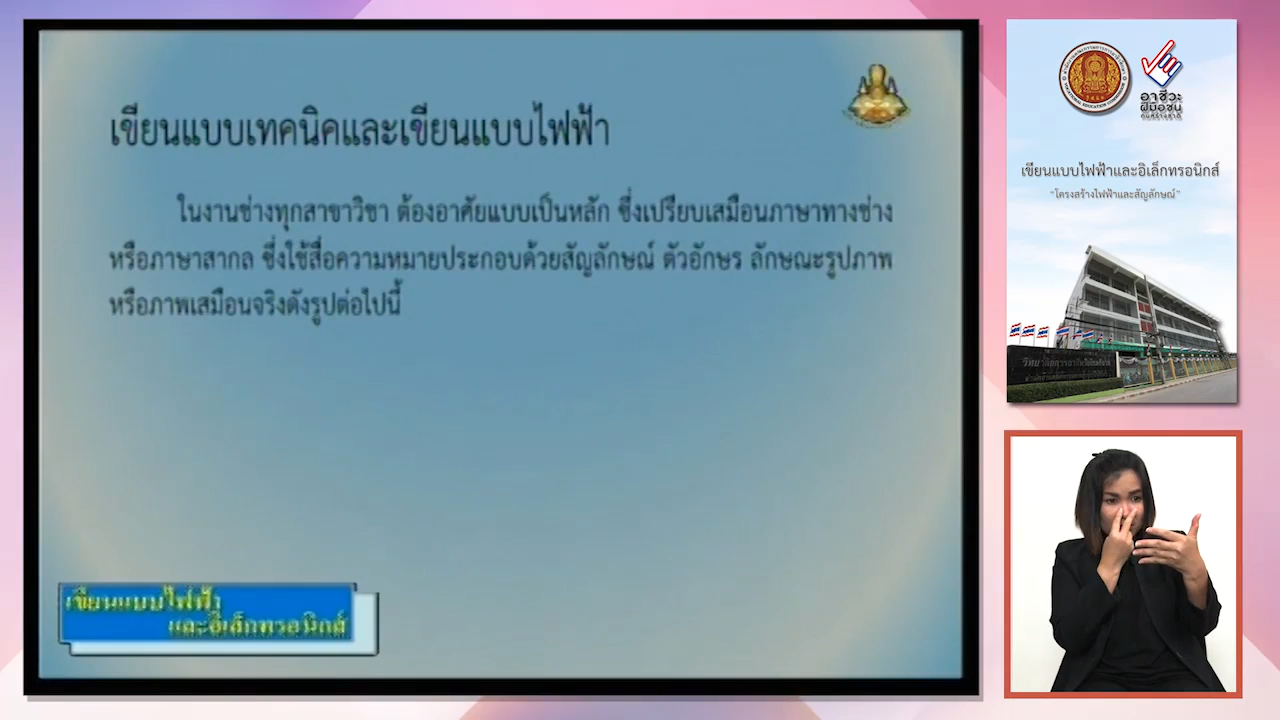 เขียนแบบเทคนิคและเขียนแบบไฟฟ้า
ในงานช่างทุกสาขาวิชา ต้องอาศัยแบบเป็นหลัก ซึ่งเปรียบเสมือนภาษาทางช่าง
หรือภาษาสากล ซึ่งใช้สื่อความหมายประกอบด้วยสัญลักษณ์ ตัวอักษร ลักษณะรูปภาพ
หรือภาพเสมือนจริงดังรูปต่อไปนี้
เขียนแบบไฟฟ้า
และอิเล็กทรอนิกส์
อาชีวะ
ฝีมือชน
คนสร้างชาติ
เขียนแบบไฟฟ้าและอิเล็กทรอนิกส์
"โครงสร้างไฟฟ้าและสัญลักษณ์"